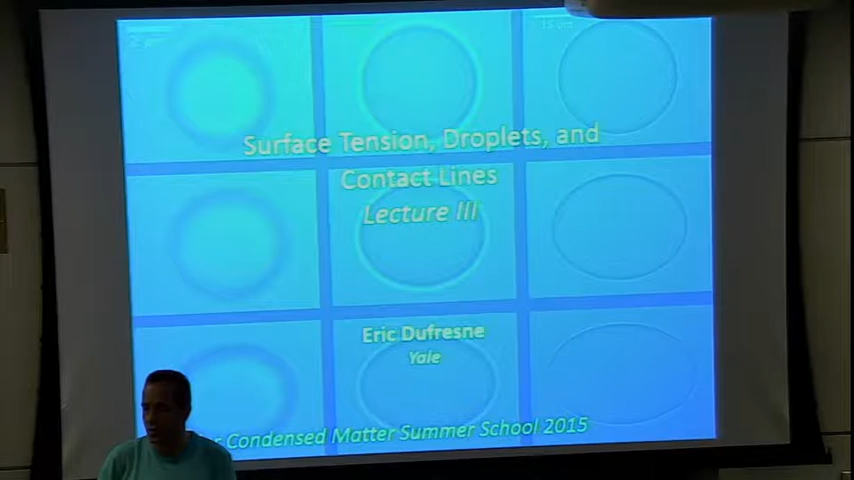 Surface Tension, Droplets, and
Contact Lines
Lecture III
Eric Dufresne
Yale
Condensed Matter Summer School 2015